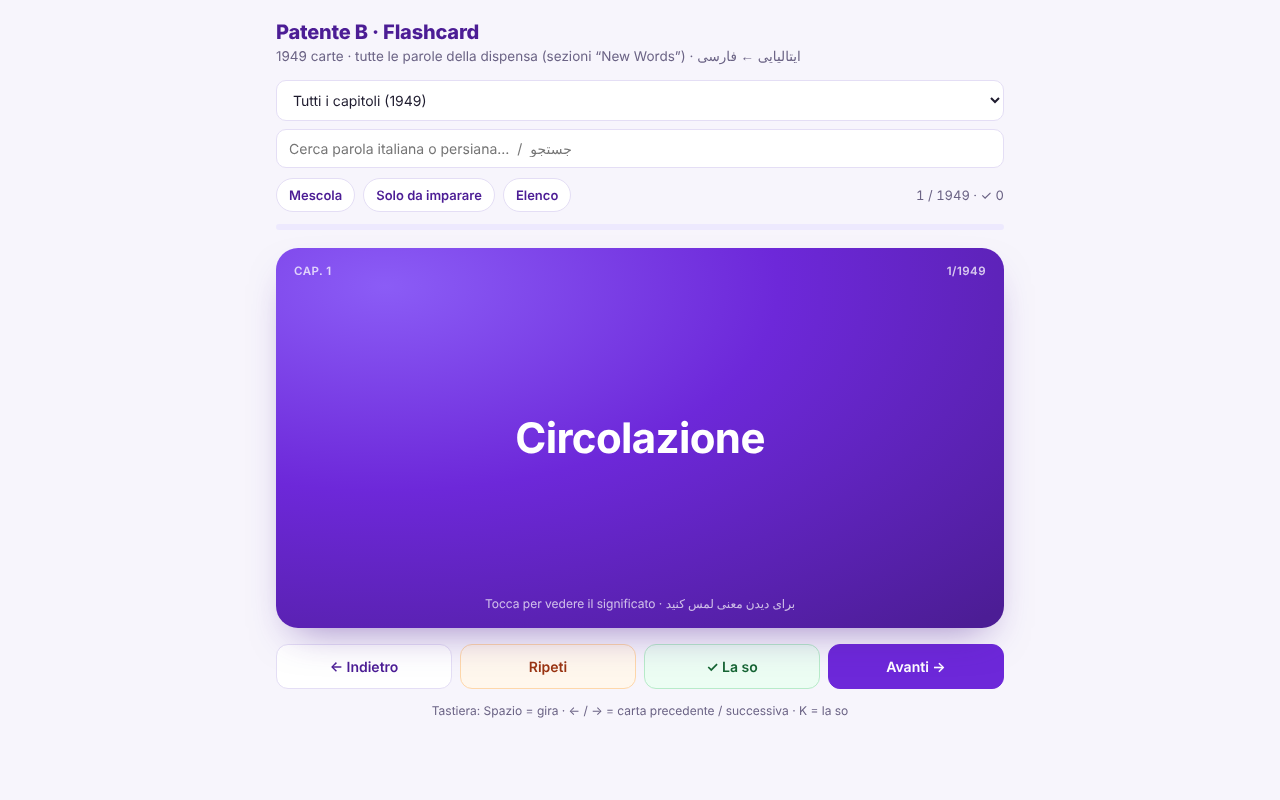 Patente B · Flashcard
1949 carte · tutte le parole della dispensa (sezioni “New Words”) · ایتالیایی ← فارسی
Tutti i capitoli (1949)
Cerca parola italiana o persiana… / جستجو
Mescola
Solo da imparare
Elenco
1 / 1949 · ✓ 0
CAP. 1
1/1949
Circolazione
Tocca per vedere il significato · برای دیدن معنی لمس کنید
← Indietro
Ripeti
✓ La so
Avanti →
Tastiera: Spazio = gira · ← / → = carta precedente / successiva · K = la so